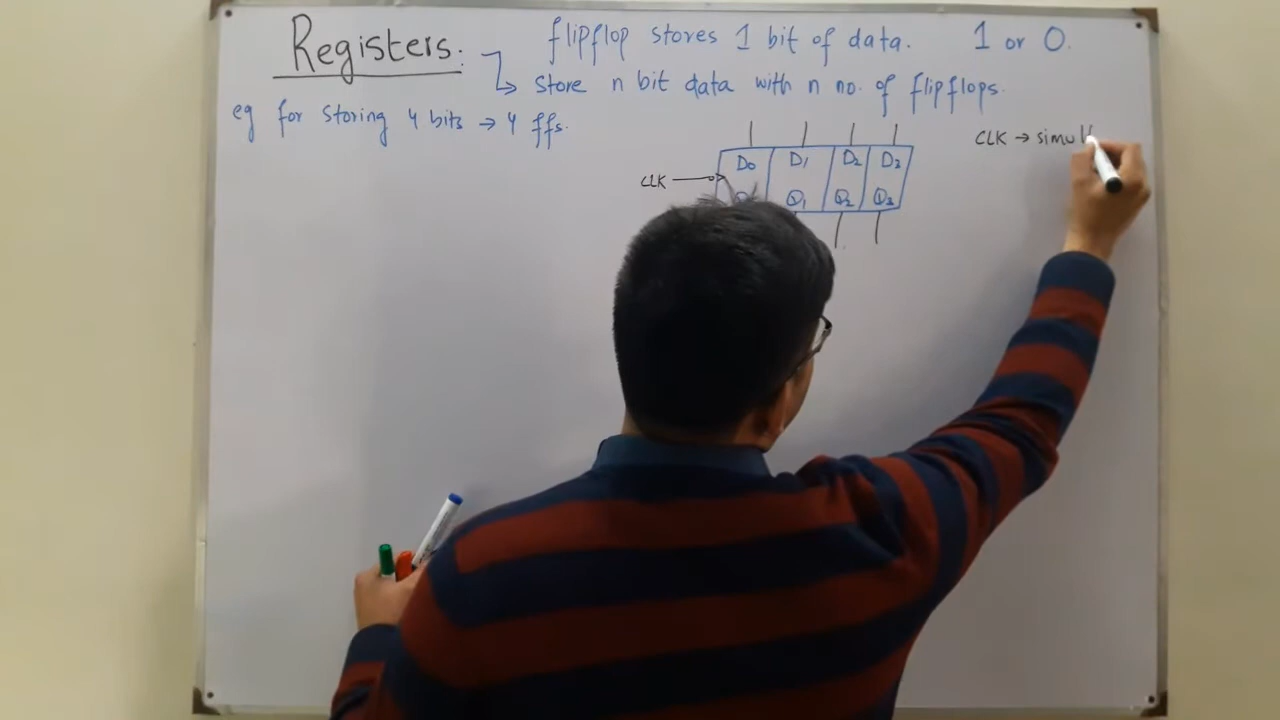 Registers:
flipflop stores 1 bit of data. 1 or 0.
↳ store n bit data with n no. of flipflops.
eg for storing 4 bits → 4 ffs.
CLK → simul
D0 D1 D2 D3
CLK
Q1 Q2 Q3